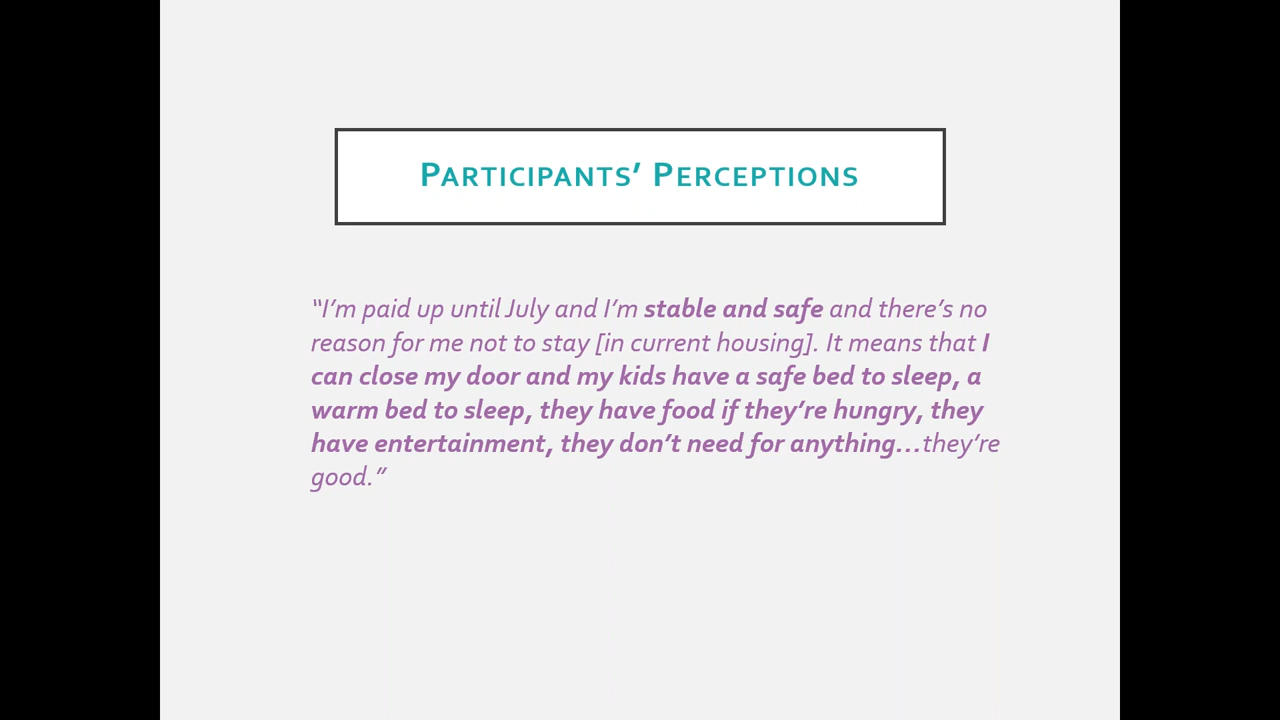 PARTICIPANTS’ PERCEPTIONS
“I’m paid up until July and I’m stable and safe and there’s no
reason for me not to stay [in current housing]. It means that I
can close my door and my kids have a safe bed to sleep, a
warm bed to sleep, they have food if they’re hungry, they
have entertainment, they don’t need for anything…they’re
good.”